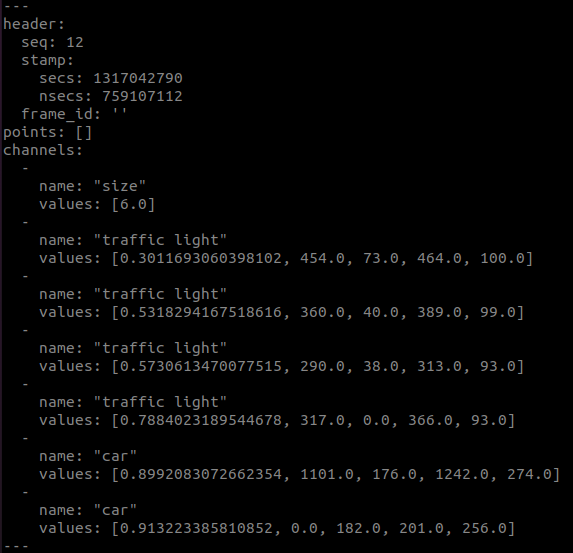 ---
header:
  seq: 12
  stamp:
    secs: 1317042790
    nsecs: 759107112
  frame_id: ''
points: []
channels:
  -
    name: "size"
    values: [6.0]
  -
    name: "traffic light"
    values: [0.3011693060398102, 454.0, 73.0, 464.0, 100.0]
  -
    name: "traffic light"
    values: [0.5318294167518616, 360.0, 40.0, 389.0, 99.0]
  -
    name: "traffic light"
    values: [0.5730613470077515, 290.0, 38.0, 313.0, 93.0]
  -
    name: "traffic light"
    values: [0.7884023189544678, 317.0, 0.0, 366.0, 93.0]
  -
    name: "car"
    values: [0.8992083072662354, 1101.0, 176.0, 1242.0, 274.0]
  -
    name: "car"
    values: [0.913223385810852, 0.0, 182.0, 201.0, 256.0]
---